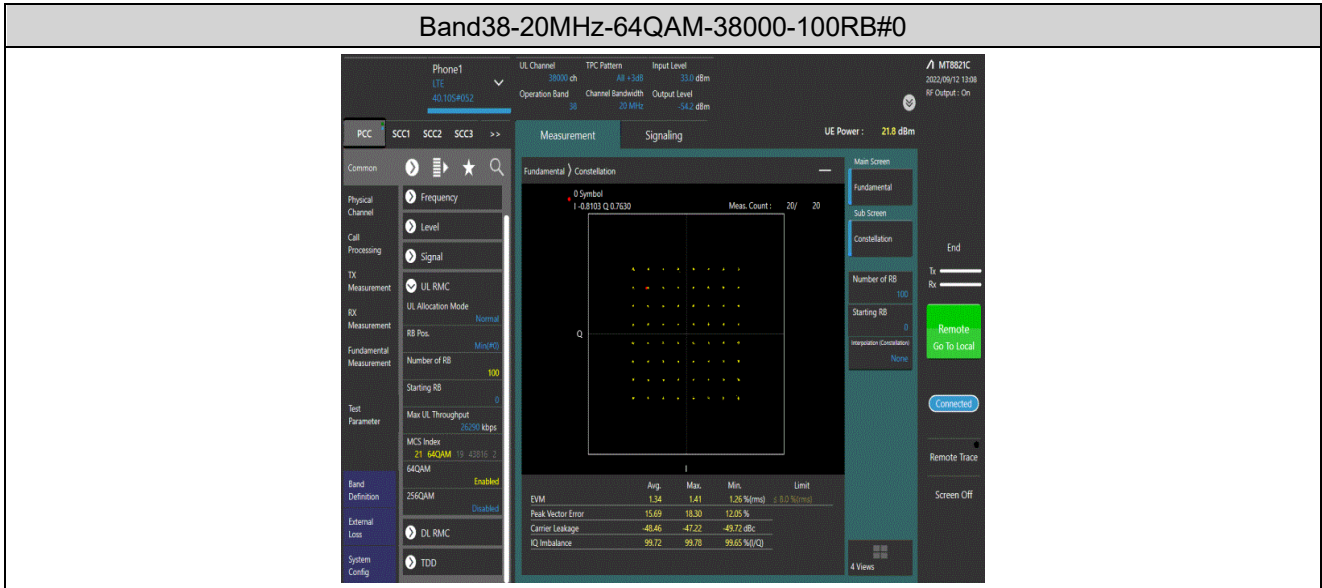 Band38-20MHz-64QAM-38000-100RB#0
Phone1
LTE
40.10S#052
UL Channel TPC Pattern Input Level
38000 ch All +3dB 33.0 dBm
Operation Band Channel Bandwidth Output Level
38 20 MHz -54.2 dBm
MT8821C
2022/09/12 13:08
RF Output : On
PCC SCC1 SCC2 SCC3 >>
Measurement Signaling
UE Power : 21.8 dBm
Common
Physical
Channel
Call
Processing
TX
Measurement
RX
Measurement
Fundamental
Measurement
Test
Parameter
Band
Definition
External
Loss
System
Config
Frequency
Level
Signal
UL RMC
UL Allocation Mode
Normal
RB Pos.
Min(#0)
Number of RB
100
Starting RB
0
Max UL Throughput
26290 kbps
MCS Index
21 64QAM 19 43816 2
64QAM
Enabled
256QAM
Disabled
DL RMC
TDD
Fundamental Constellation
0 Symbol
I -0.8103 Q 0.7630
Meas. Count : 20/ 20
Q
I
Avg. Max. Min. Limit
EVM 1.34 1.41 1.26 %(rms) ≤ 8.0 %(rms)
Peak Vector Error 15.69 18.30 12.05 %
Carrier Leakage -48.46 -47.22 -49.72 dBc
IQ Imbalance 99.72 99.78 99.65 %(I/Q)
Main Screen
Fundamental
Sub Screen
Constellation
Number of RB
100
Starting RB
0
Interpolation (Constellation)
None
4 Views
End
Tx
Rx
Remote
Go To Local
Connected
Remote Trace
Screen Off